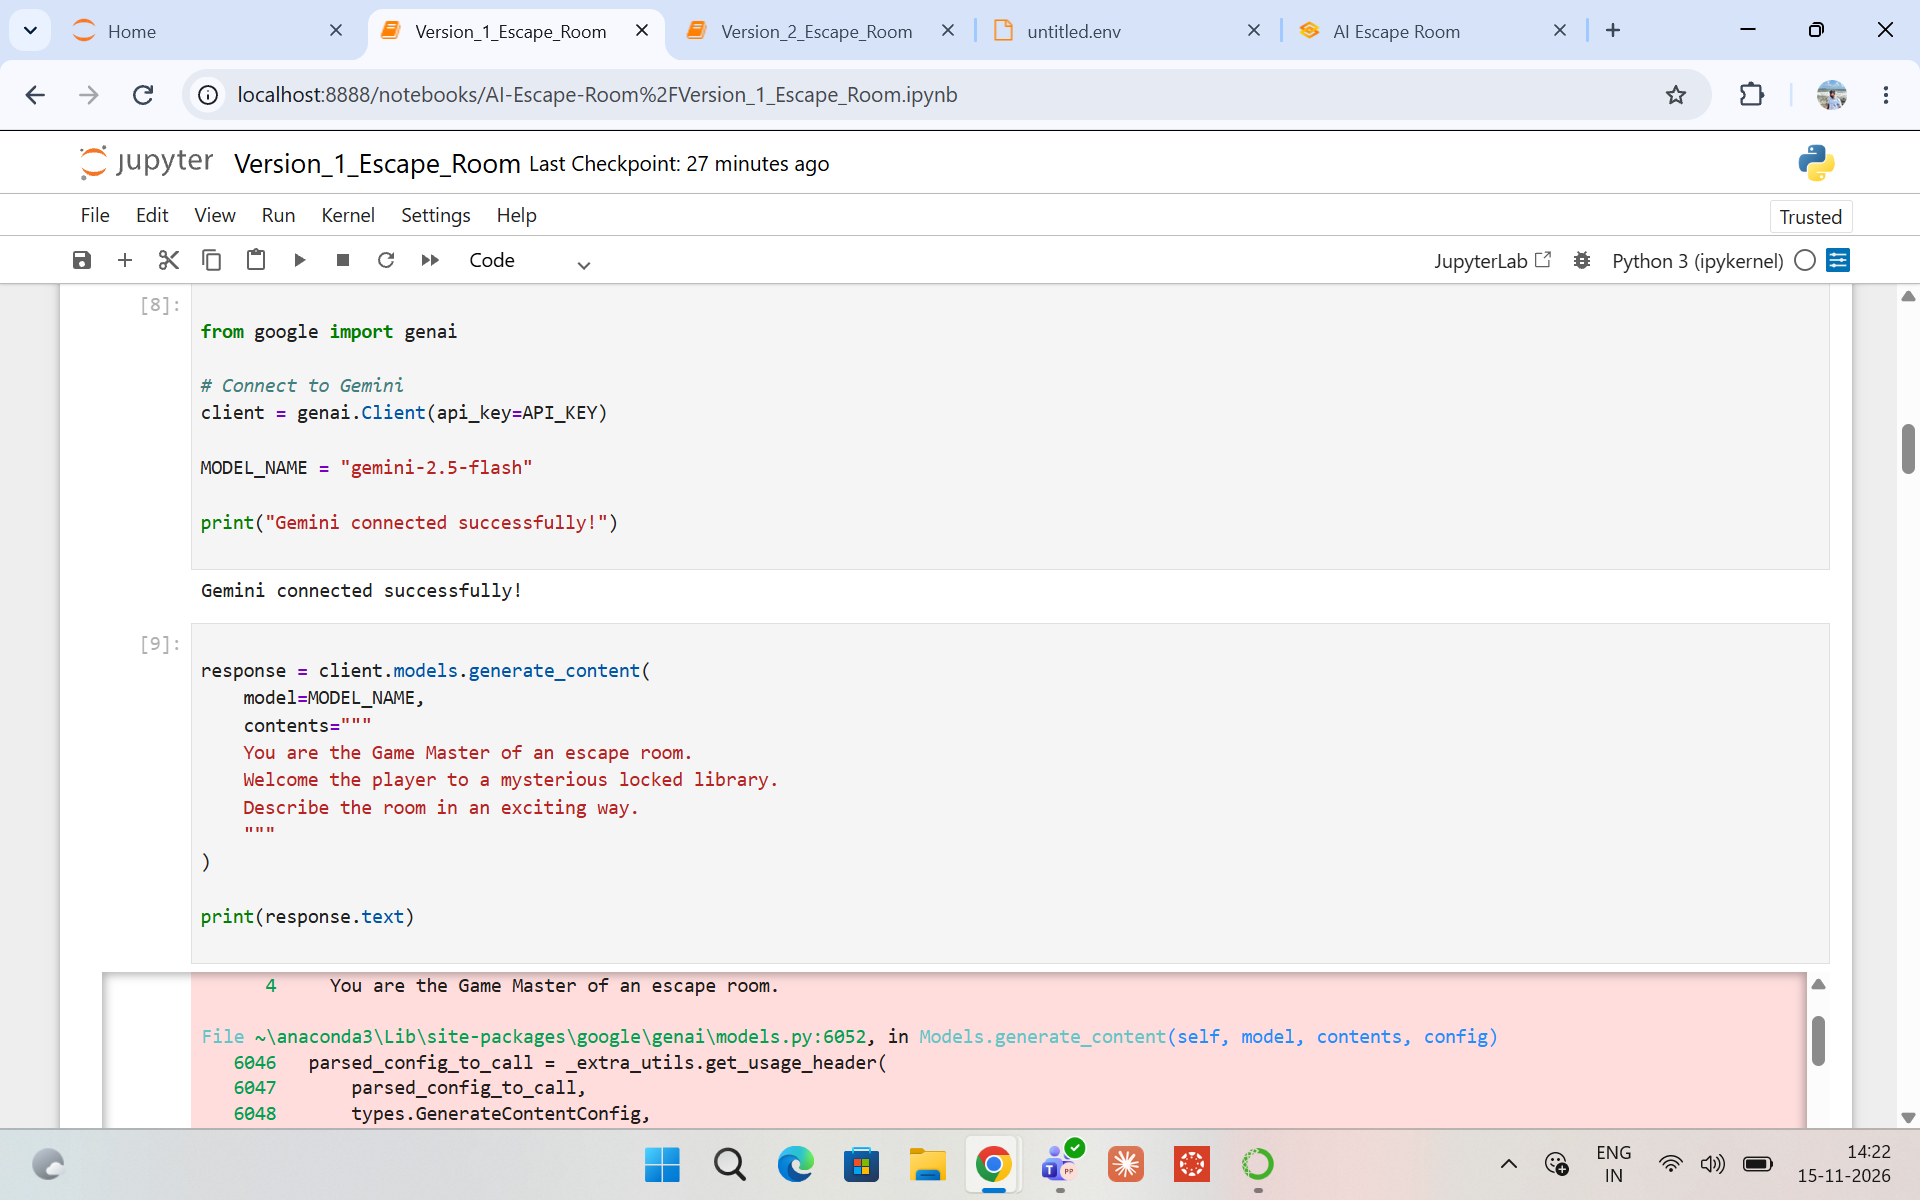 Home
Version_1_Escape_Room
Version_2_Escape_Room
untitled.env
AI Escape Room
localhost:8888/notebooks/AI-Escape-Room%2FVersion_1_Escape_Room.ipynb
jupyter Version_1_Escape_Room Last Checkpoint: 27 minutes ago
File Edit View Run Kernel Settings Help
Trusted
Code
JupyterLab
Python 3 (ipykernel)
[8]:
from google import genai
# Connect to Gemini
client = genai.Client(api_key=API_KEY)
MODEL_NAME = "gemini-2.5-flash"
print("Gemini connected successfully!")
Gemini connected successfully!
[9]:
response = client.models.generate_content(
    model=MODEL_NAME,
    contents="""
    You are the Game Master of an escape room.
    Welcome the player to a mysterious locked library.
    Describe the room in an exciting way.
    """
)
print(response.text)
4     You are the Game Master of an escape room.
File ~\anaconda3\Lib\site-packages\google\genai\models.py:6052, in Models.generate_content(self, model, contents, config)
6046   parsed_config_to_call = _extra_utils.get_usage_header(
6047       parsed_config_to_call,
6048       types.GenerateContentConfig,
T
PP
ENG
IN
14:22
15-11-2026